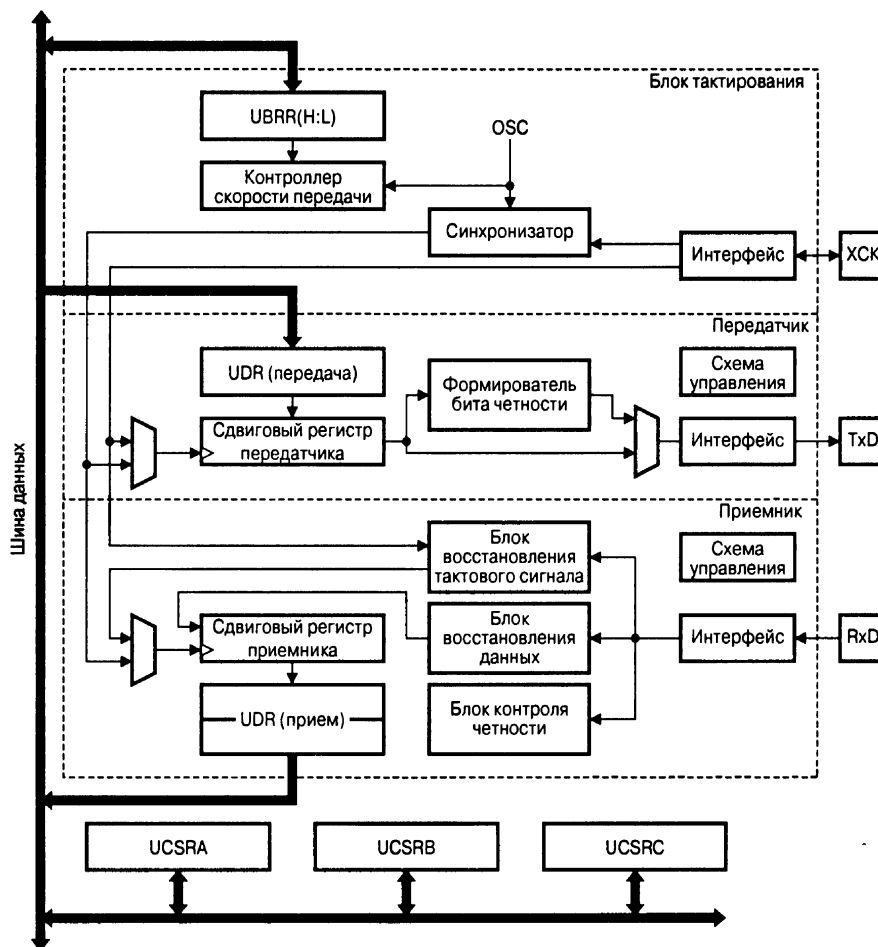 Блок тактирования
UBRR(H:L)
OSC
Контроллер
скорости передачи
Синхронизатор
Интерфейс
XCK
Передатчик
UDR (передача)
Формирователь
бита четности
Схема
управления
Сдвиговый регистр
передатчика
Интерфейс
TxD
Шина данных
Приемник
Блок
восстановления
тактового сигнала
Схема
управления
Сдвиговый регистр
приемника
Блок
восстановления
данных
Интерфейс
RxD
UDR (прием)
Блок контроля
четности
UCSRA
UCSRB
UCSRC